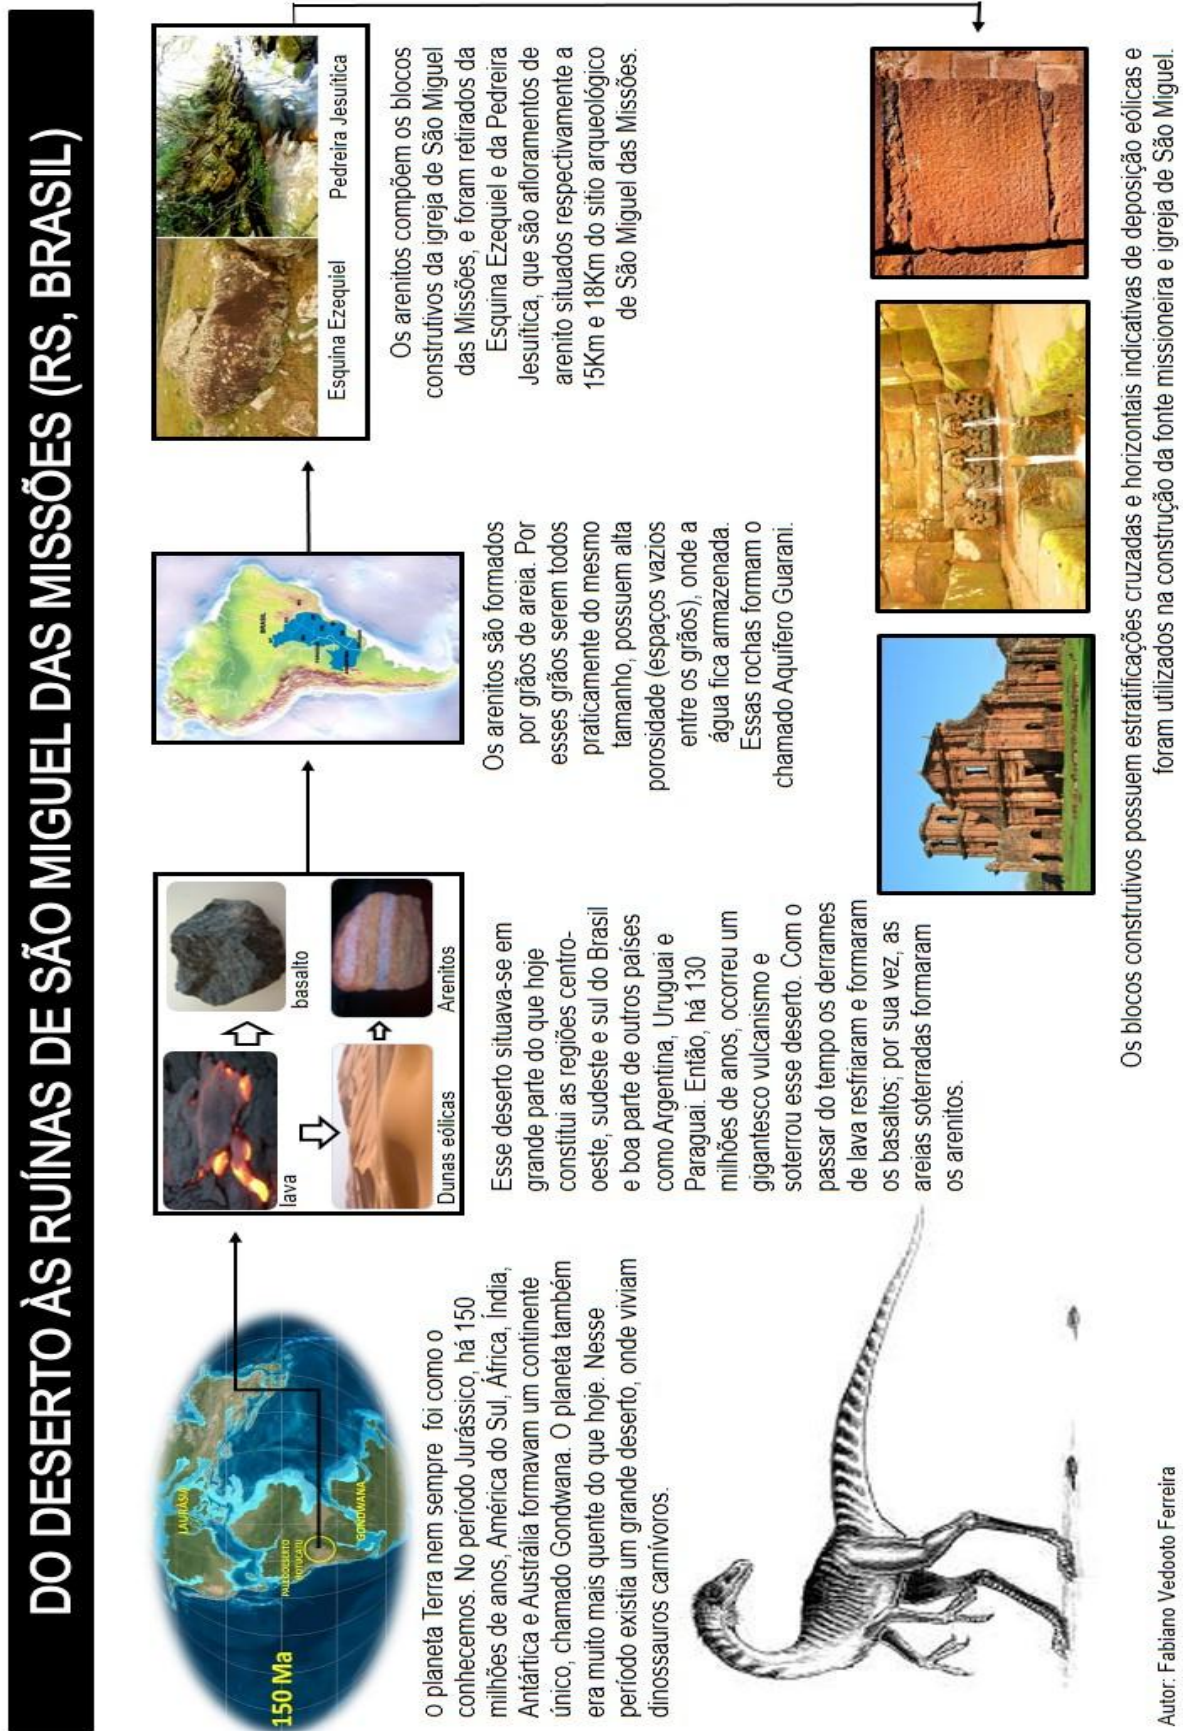 DO DESERTO ÀS RUÍNAS DE SÃO MIGUEL DAS MISSÕES (RS, BRASIL)
LAURÁSIA
PALEODESERTO
BOTUCATU
GONDWANA
150 Ma
o planeta Terra nem sempre foi como o
conhecemos. No período Jurássico, há 150
milhões de anos, América do Sul, África, Índia,
Antártica e Austrália formavam um continente
único, chamado Gondwana. O planeta também
era muito mais quente do que hoje. Nesse
período existia um grande deserto, onde viviam
dinossauros carnívoros.
lava
basalto
Dunas eólicas
Arenitos
Esse deserto situava-se em
grande parte do que hoje
constitui as regiões centro-
oeste, sudeste e sul do Brasil
e boa parte de outros países
como Argentina, Uruguai e
Paraguai. Então, há 130
milhões de anos, ocorreu um
gigantesco vulcanismo e
soterrou esse deserto. Com o
passar do tempo os derrames
de lava resfriaram e formaram
os basaltos; por sua vez, as
areias soterradas formaram
os arenitos.
BRASIL
Os arenitos são formados
por grãos de areia. Por
esses grãos serem todos
praticamente do mesmo
tamanho, possuem alta
porosidade (espaços vazios
entre os grãos), onde a
água fica armazenada.
Essas rochas formam o
chamado Aquífero Guarani.
Esquina Ezequiel
Pedreira Jesuítica
Os arenitos compõem os blocos
construtivos da igreja de São Miguel
das Missões, e foram retirados da
Esquina Ezequiel e da Pedreira
Jesuítica, que são afloramentos de
arenito situados respectivamente a
15Km e 18Km do sitio arqueológico
de São Miguel das Missões.
Os blocos construtivos possuem estratificações cruzadas e horizontais indicativas de deposição eólicas e
foram utilizados na construção da fonte missioneira e igreja de São Miguel.
Autor: Fabiano Vedooto Ferreira